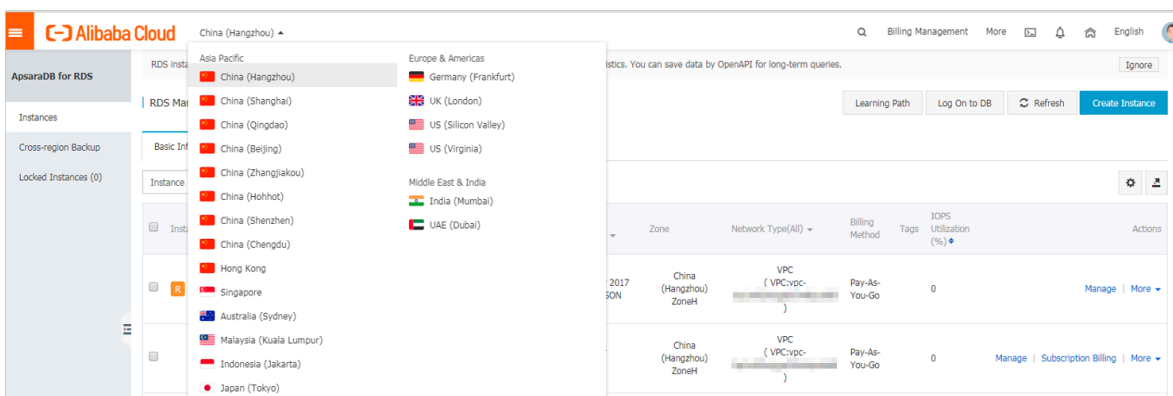 Alibaba Cloud
China (Hangzhou)
Billing Management
More
English
ApsaraDB for RDS
Instances
Cross-region Backup
Locked Instances (0)
RDS insta
istics. You can save data by OpenAPI for long-term queries.
Ignore
RDS Mar
Learning Path
Log On to DB
Refresh
Create Instance
Basic Inf
Instance
Asia Pacific
China (Hangzhou)
China (Shanghai)
China (Qingdao)
China (Beijing)
China (Zhangjiakou)
China (Hohhot)
China (Shenzhen)
China (Chengdu)
Hong Kong
Singapore
Australia (Sydney)
Malaysia (Kuala Lumpur)
Indonesia (Jakarta)
Japan (Tokyo)
Europe & Americas
Germany (Frankfurt)
UK (London)
US (Silicon Valley)
US (Virginia)
Middle East & India
India (Mumbai)
UAE (Dubai)
Insta
Zone
Network Type(All)
Billing
Method
Tags
IOPS
Utilization
(%)
Actions
R
2017
SON
China
(Hangzhou)
ZoneH
VPC
( VPC:vpc-
)
Pay-As-
You-Go
0
Manage | More
China
(Hangzhou)
ZoneH
VPC
( VPC:vpc-
)
Pay-As-
You-Go
0
Manage | Subscription Billing | More